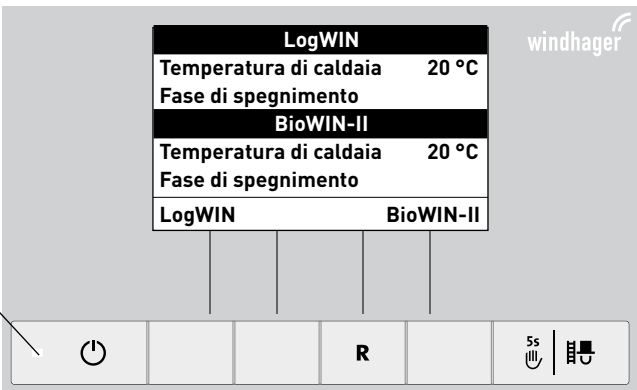 LogWIN
windhager
Temperatura di caldaia 20 °C
Fase di spegnimento
BioWIN-II
Temperatura di caldaia 20 °C
Fase di spegnimento
LogWIN BioWIN-II
R
5s